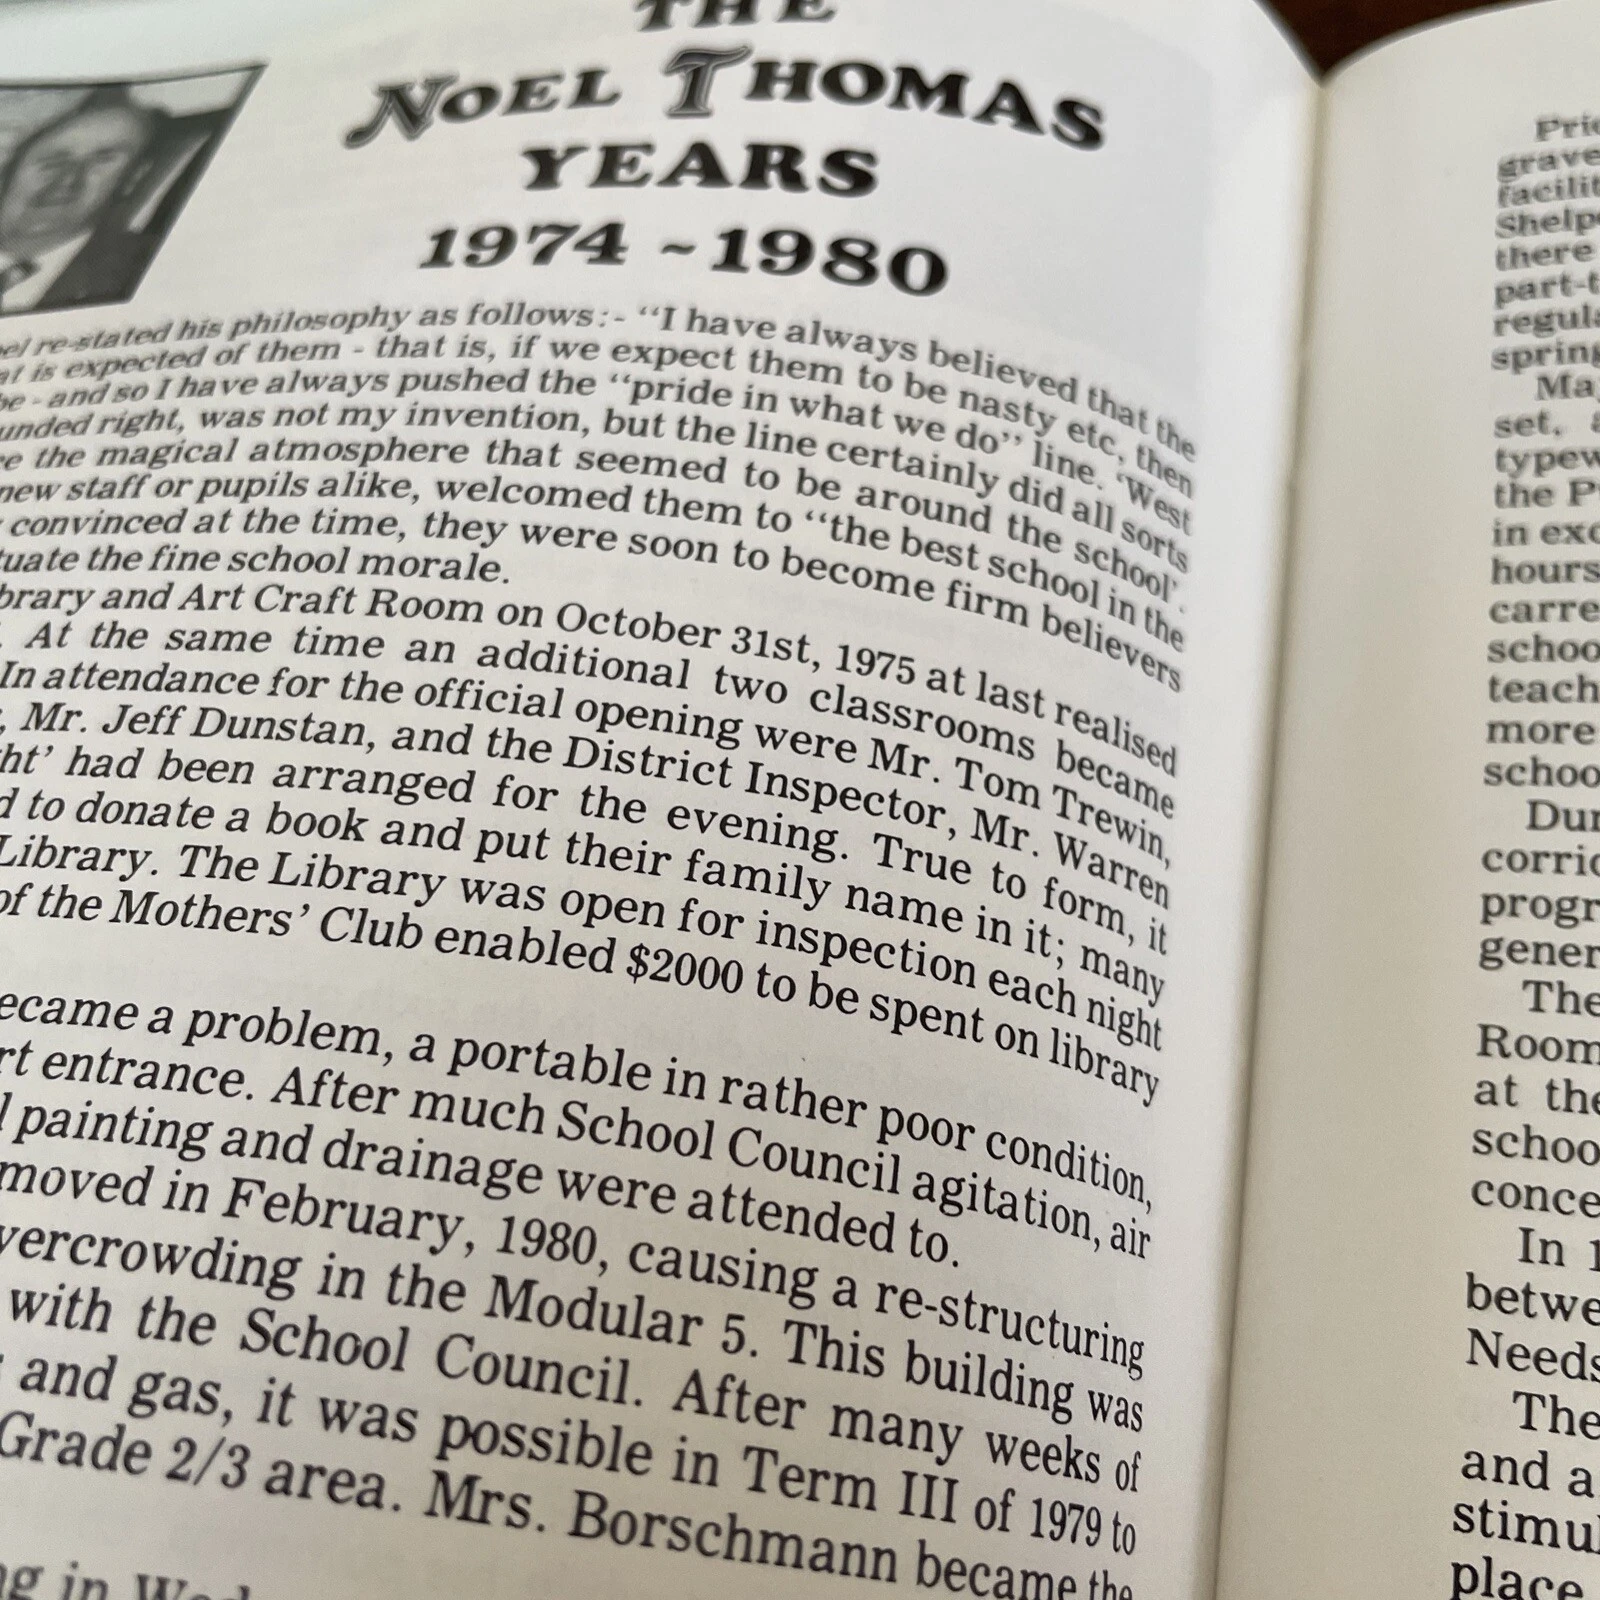 THE
NOEL THOMAS
YEARS
1974 ~ 1980
re-stated his philosophy as follows:- "I have always believed that the
is expected of them - that is, if we expect them to be nasty etc, then
- and so I have always pushed the "pride in what we do" line. 'West
right, was not my invention, but the line certainly did all sorts
the magical atmosphere that seemed to be around the school'.
new staff or pupils alike, welcomed them to "the best school in the
convinced at the time, they were soon to become firm believers
the fine school morale.
and Art Craft Room on October 31st, 1975 at last realised
. At the same time an additional two classrooms became
In attendance for the official opening were Mr. Tom Trewin,
, Mr. Jeff Dunstan, and the District Inspector, Mr. Warren
ht' had been arranged for the evening. True to form, it
d to donate a book and put their family name in it; many
Library. The Library was open for inspection each night
of the Mothers' Club enabled $2000 to be spent on library
ecame a problem, a portable in rather poor condition,
rt entrance. After much School Council agitation, air
painting and drainage were attended to.
moved in February, 1980, causing a re-structuring
vercrowding in the Modular 5. This building was
with the School Council. After many weeks of
and gas, it was possible in Term III of 1979 to
Grade 2/3 area. Mrs. Borschmann became the
in
Pri
grave
facilit
Shelp
there
part-t
regula
spring
Ma
set,
typew
the P
in exc
hours
carre
schoo
teach
more
schoo
Dur
corric
progr
gener
The
Room
at the
schoo
conce
In 1
betwe
Needs
The
and a
stimul
place